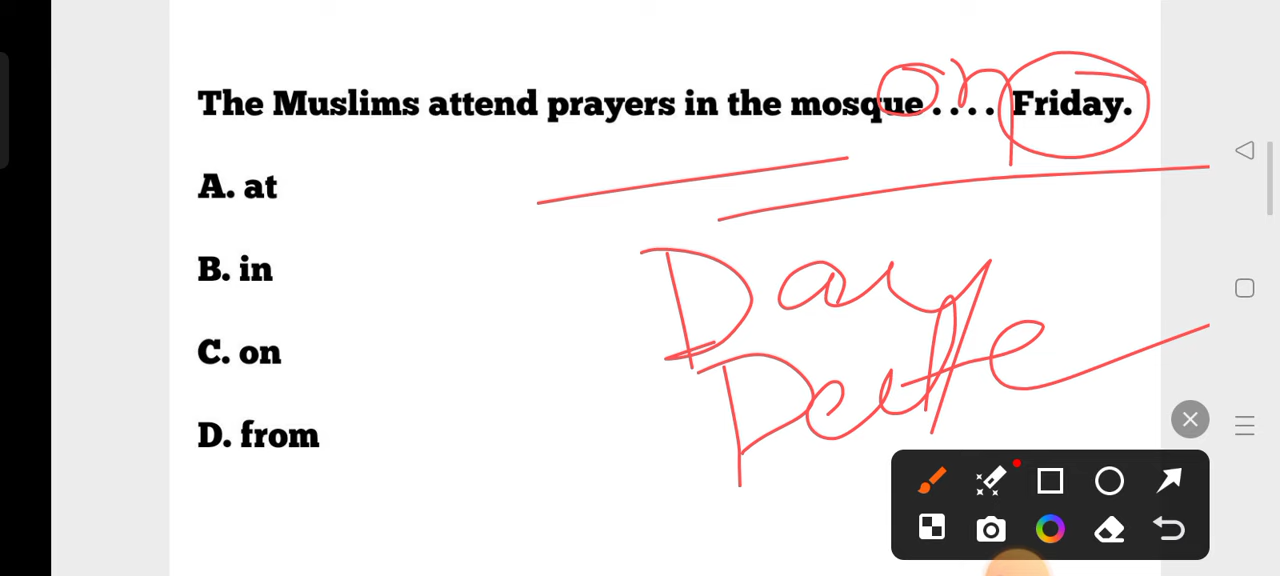 on
The Muslims attend prayers in the mosque .... Friday.
A. at
B. in
C. on
D. from
Day
Date